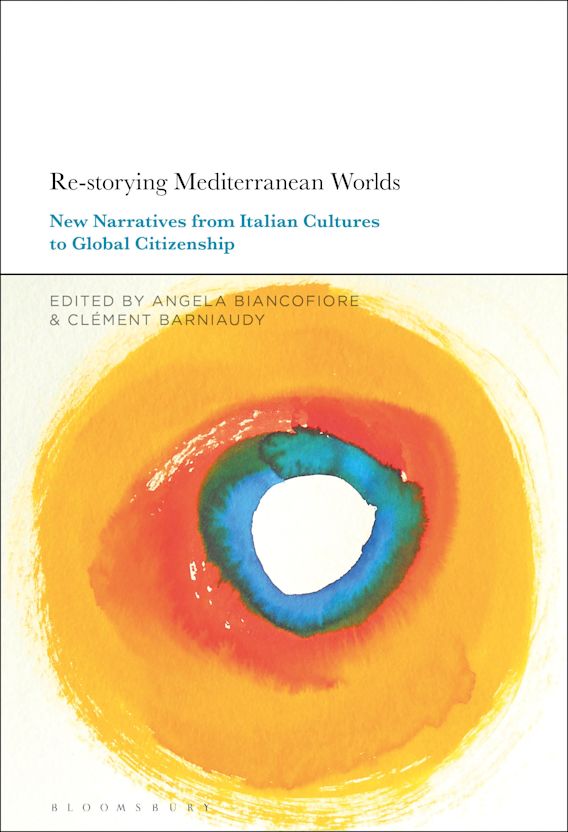 Re-storying Mediterranean Worlds
New Narratives from Italian Cultures
to Global Citizenship
EDITED BY ANGELA BIANCOFIORE
& CLÉMENT BARNIAUDY
BLOOMSBURY